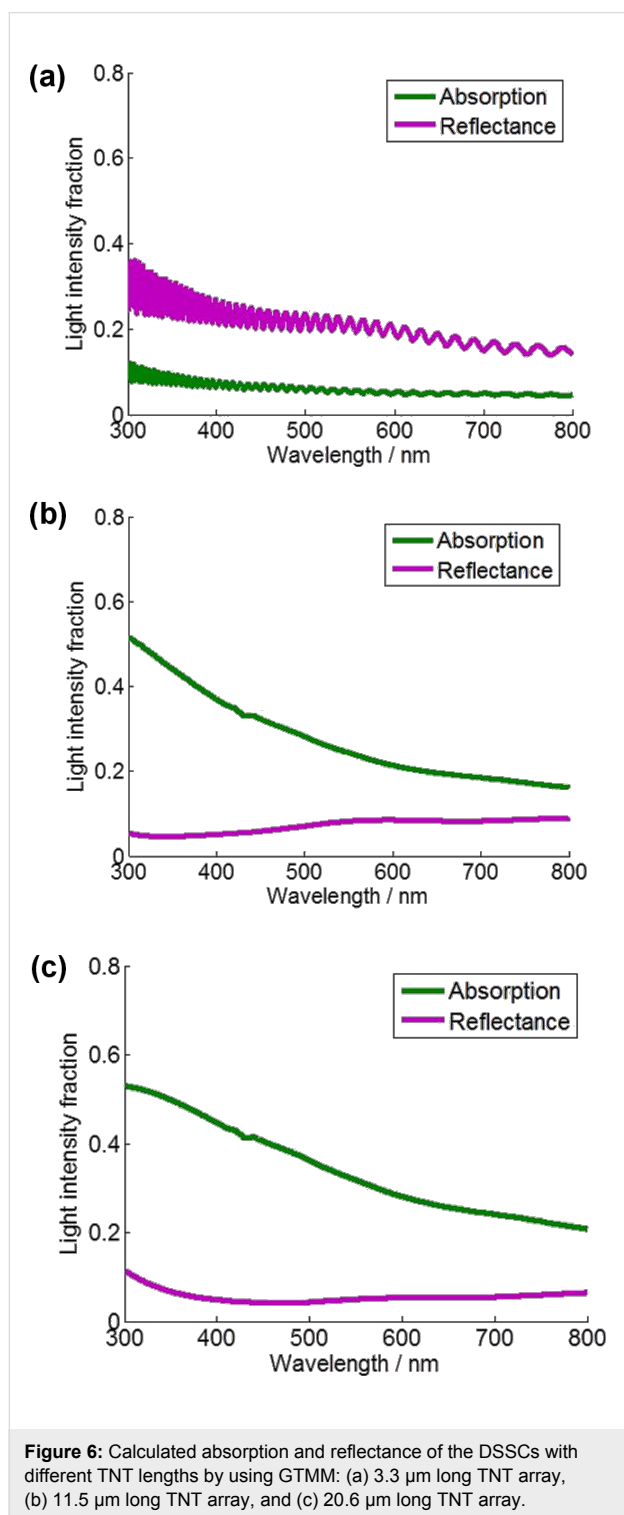 (a)
0.8
0.6
0.4
0.2
0
Light intensity fraction
Absorption
Reflectance
300 400 500 600 700 800
Wavelength / nm
(b)
0.8
0.6
0.4
0.2
0
Light intensity fraction
Absorption
Reflectance
300 400 500 600 700 800
Wavelength / nm
(c)
0.8
0.6
0.4
0.2
0
Light intensity fraction
Absorption
Reflectance
300 400 500 600 700 800
Wavelength / nm
Figure 6: Calculated absorption and reflectance of the DSSCs with
different TNT lengths by using GTMM: (a) 3.3 µm long TNT array,
(b) 11.5 µm long TNT array, and (c) 20.6 µm long TNT array.